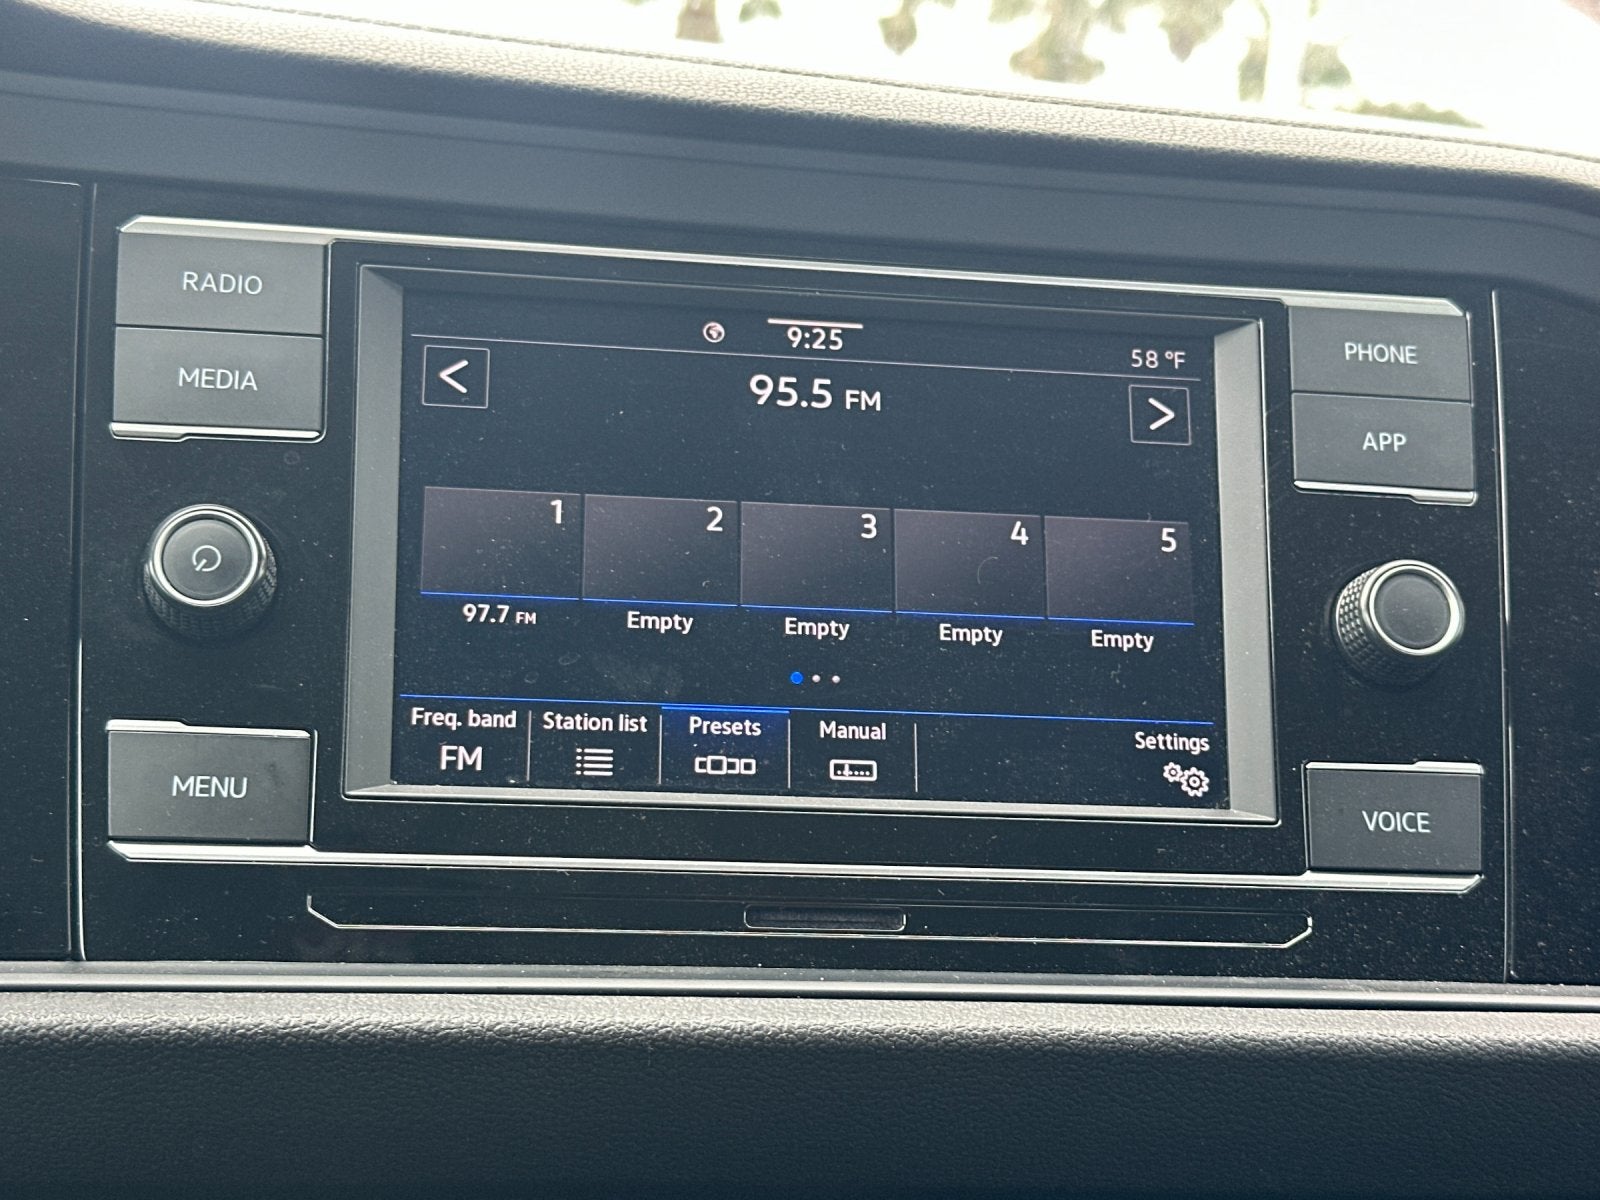 RADIO
MEDIA
MENU
9:25
58 °F
95.5 FM
<
>
1 2 3 4 5
97.7 FM Empty Empty Empty Empty
Freq. band Station list Presets Manual Settings
FM
PHONE
APP
VOICE